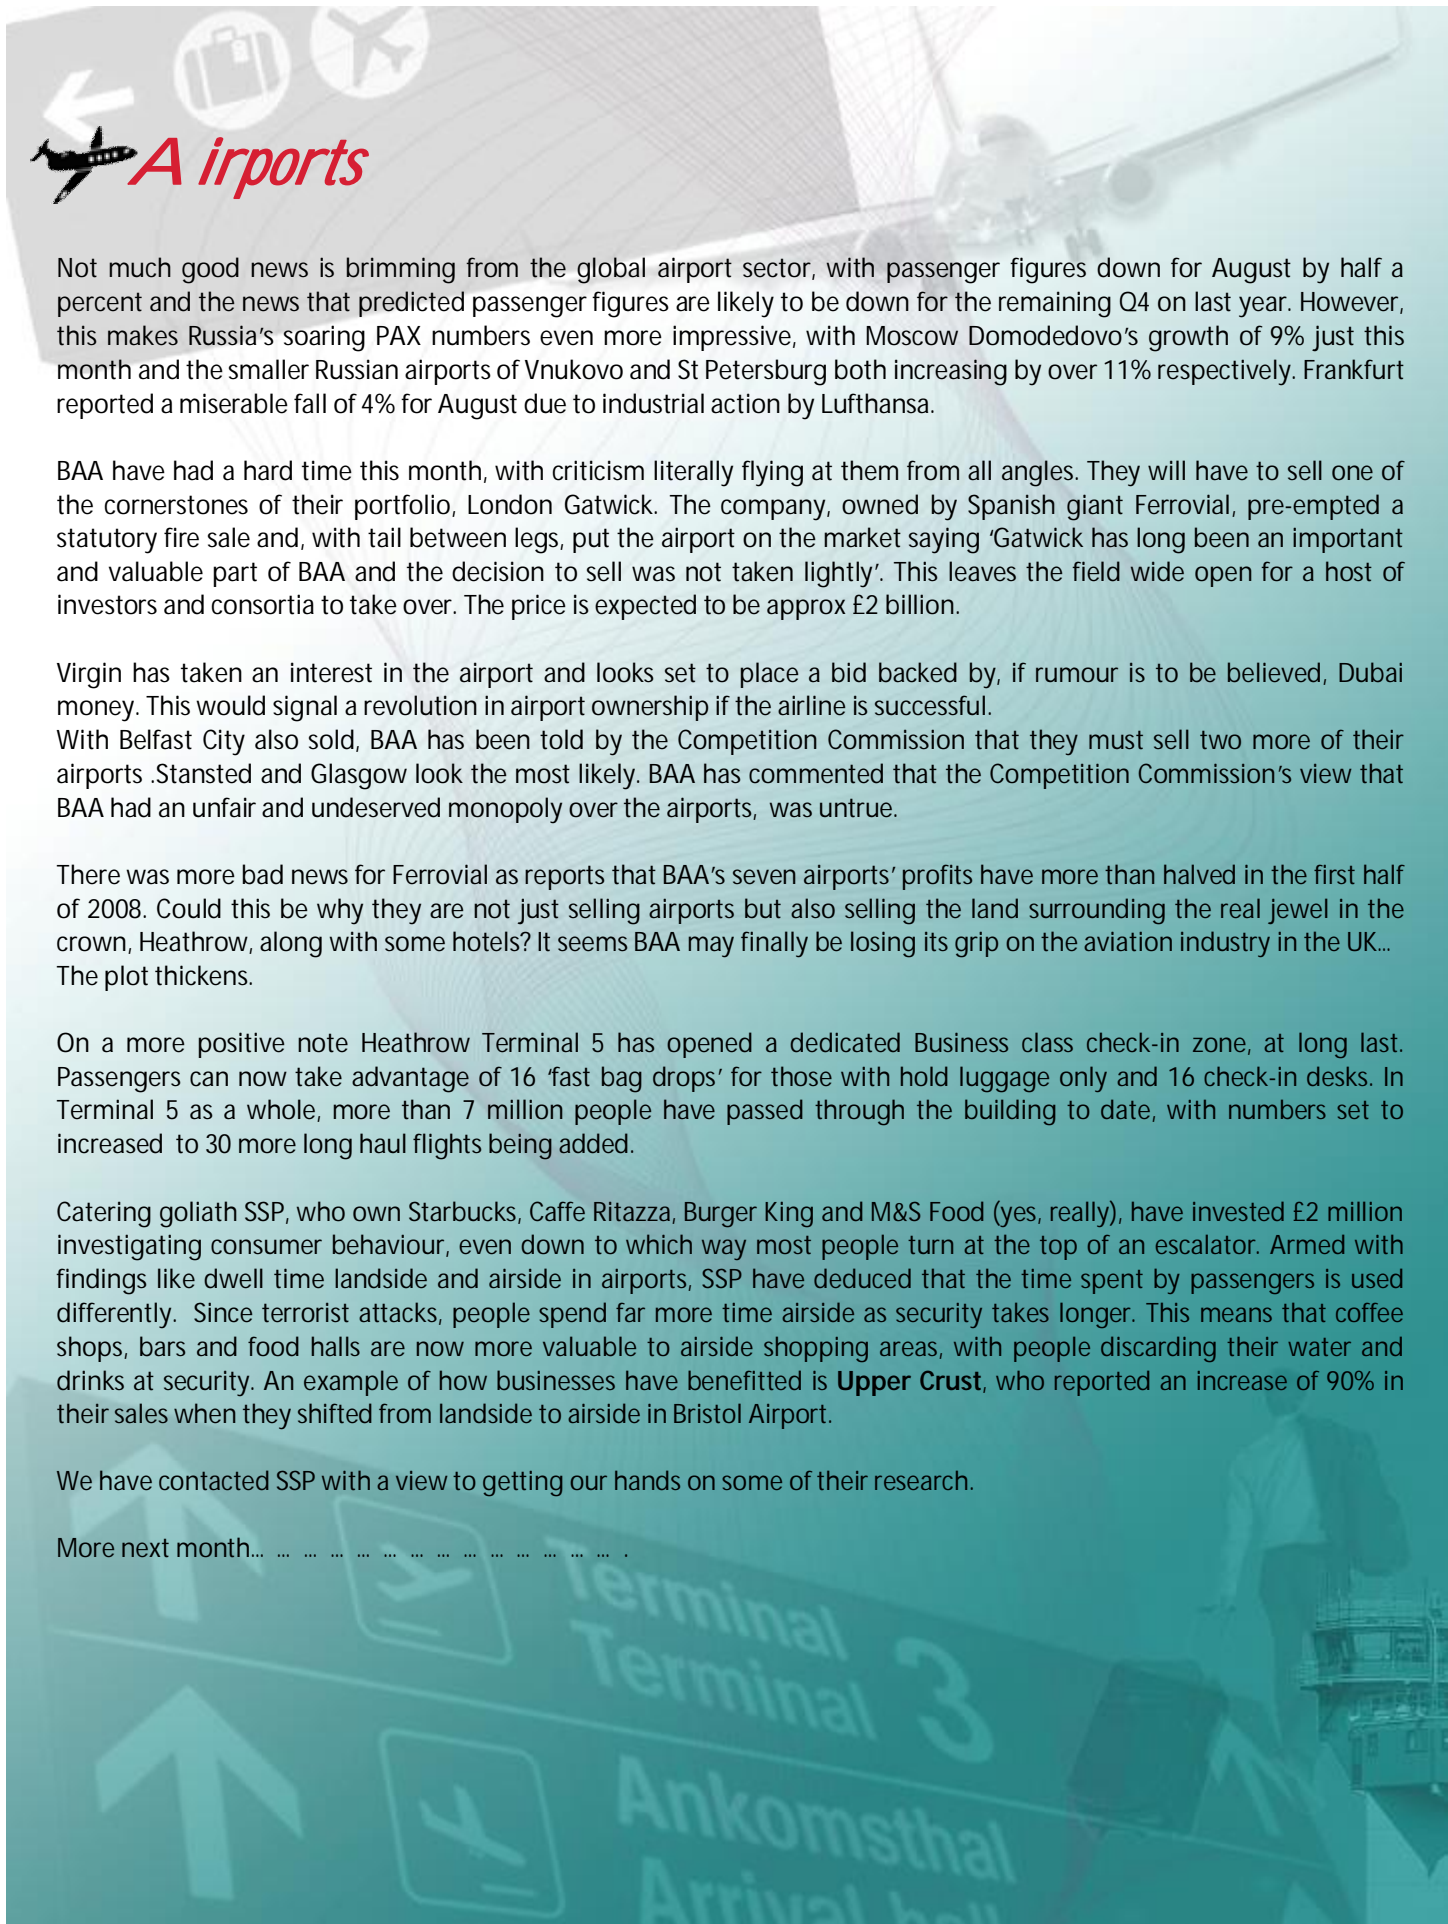 A irports
Not much good news is brimming from the global airport sector, with passenger figures down for August by half a
percent and the news that predicted passenger figures are likely to be down for the remaining Q4 on last year. However,
this makes Russia's soaring PAX numbers even more impressive, with Moscow Domodedovo's growth of 9% just this
month and the smaller Russian airports of Vnukovo and St Petersburg both increasing by over 11% respectively. Frankfurt
reported a miserable fall of 4% for August due to industrial action by Lufthansa.
BAA have had a hard time this month, with criticism literally flying at them from all angles. They will have to sell one of
the cornerstones of their portfolio, London Gatwick. The company, owned by Spanish giant Ferrovial, pre-empted a
statutory fire sale and, with tail between legs, put the airport on the market saying 'Gatwick has long been an important
and valuable part of BAA and the decision to sell was not taken lightly'. This leaves the field wide open for a host of
investors and consortia to take over. The price is expected to be approx £2 billion.
Virgin has taken an interest in the airport and looks set to place a bid backed by, if rumour is to be believed, Dubai
money. This would signal a revolution in airport ownership if the airline is successful.
With Belfast City also sold, BAA has been told by the Competition Commission that they must sell two more of their
airports .Stansted and Glasgow look the most likely. BAA has commented that the Competition Commission's view that
BAA had an unfair and undeserved monopoly over the airports, was untrue.
There was more bad news for Ferrovial as reports that BAA's seven airports' profits have more than halved in the first half
of 2008. Could this be why they are not just selling airports but also selling the land surrounding the real jewel in the
crown, Heathrow, along with some hotels? It seems BAA may finally be losing its grip on the aviation industry in the UK…
The plot thickens.
On a more positive note Heathrow Terminal 5 has opened a dedicated Business class check-in zone, at long last.
Passengers can now take advantage of 16 'fast bag drops' for those with hold luggage only and 16 check-in desks. In
Terminal 5 as a whole, more than 7 million people have passed through the building to date, with numbers set to
increased to 30 more long haul flights being added.
Catering goliath SSP, who own Starbucks, Caffe Ritazza, Burger King and M&S Food (yes, really), have invested £2 million
investigating consumer behaviour, even down to which way most people turn at the top of an escalator. Armed with
findings like dwell time landside and airside in airports, SSP have deduced that the time spent by passengers is used
differently. Since terrorist attacks, people spend far more time airside as security takes longer. This means that coffee
shops, bars and food halls are now more valuable to airside shopping areas, with people discarding their water and
drinks at security. An example of how businesses have benefitted is Upper Crust, who reported an increase of 90% in
their sales when they shifted from landside to airside in Bristol Airport.
We have contacted SSP with a view to getting our hands on some of their research.
More next month… … … … … … … … … … … … … … .
Terminal
Terminal 3
Ankomsthal
Arrival hall